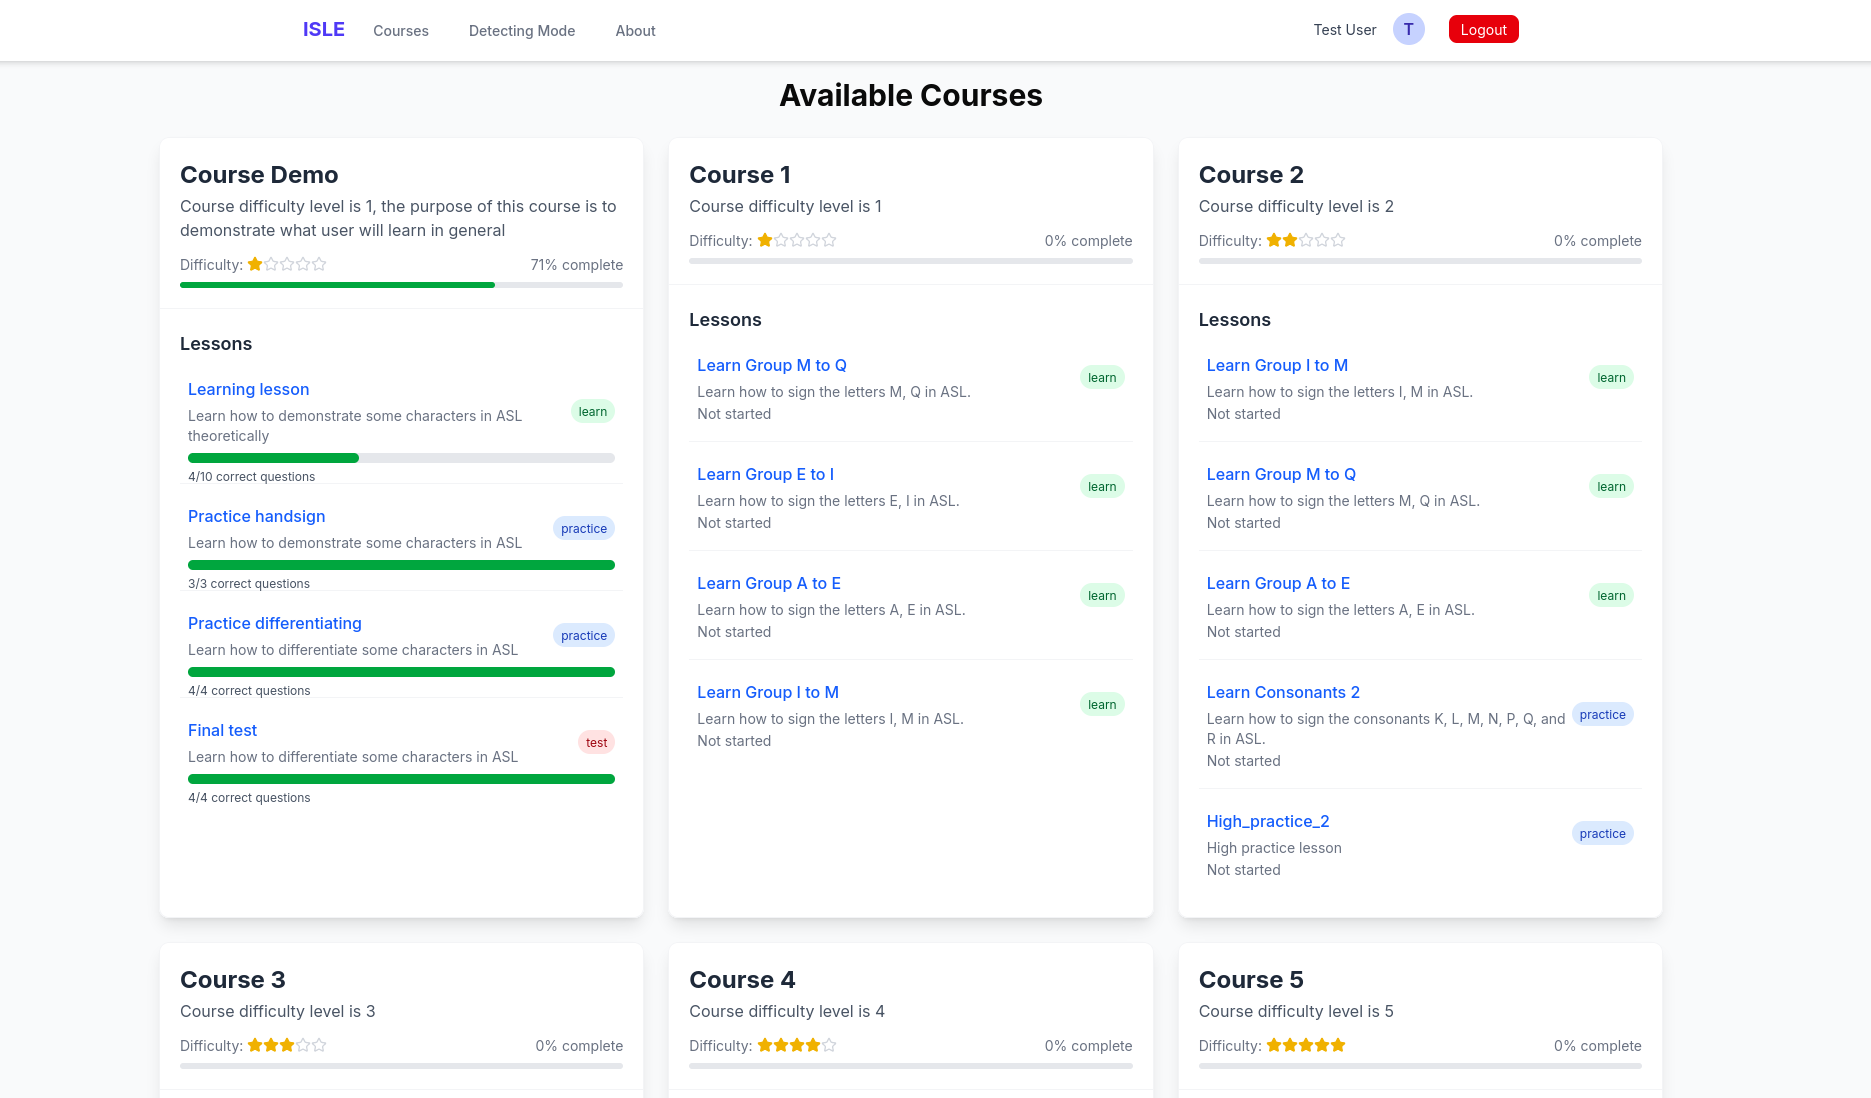 ISLE
Courses
Detecting Mode
About
Test User
T
Logout
Available Courses
Course Demo
Course difficulty level is 1, the purpose of this course is to
demonstrate what user will learn in general
Difficulty:
71% complete
Lessons
Learning lesson
Learn how to demonstrate some characters in ASL
theoretically
learn
4/10 correct questions
Practice handsign
Learn how to demonstrate some characters in ASL
practice
3/3 correct questions
Practice differentiating
Learn how to differentiate some characters in ASL
practice
4/4 correct questions
Final test
Learn how to differentiate some characters in ASL
test
4/4 correct questions
Course 1
Course difficulty level is 1
Difficulty:
0% complete
Lessons
Learn Group M to Q
Learn how to sign the letters M, Q in ASL.
Not started
learn
Learn Group E to I
Learn how to sign the letters E, I in ASL.
Not started
learn
Learn Group A to E
Learn how to sign the letters A, E in ASL.
Not started
learn
Learn Group I to M
Learn how to sign the letters I, M in ASL.
Not started
learn
Course 2
Course difficulty level is 2
Difficulty:
0% complete
Lessons
Learn Group I to M
Learn how to sign the letters I, M in ASL.
Not started
learn
Learn Group M to Q
Learn how to sign the letters M, Q in ASL.
Not started
learn
Learn Group A to E
Learn how to sign the letters A, E in ASL.
Not started
learn
Learn Consonants 2
Learn how to sign the consonants K, L, M, N, P, Q, and
R in ASL.
Not started
practice
High_practice_2
High practice lesson
Not started
practice
Course 3
Course difficulty level is 3
Difficulty:
0% complete
Course 4
Course difficulty level is 4
Difficulty:
0% complete
Course 5
Course difficulty level is 5
Difficulty:
0% complete